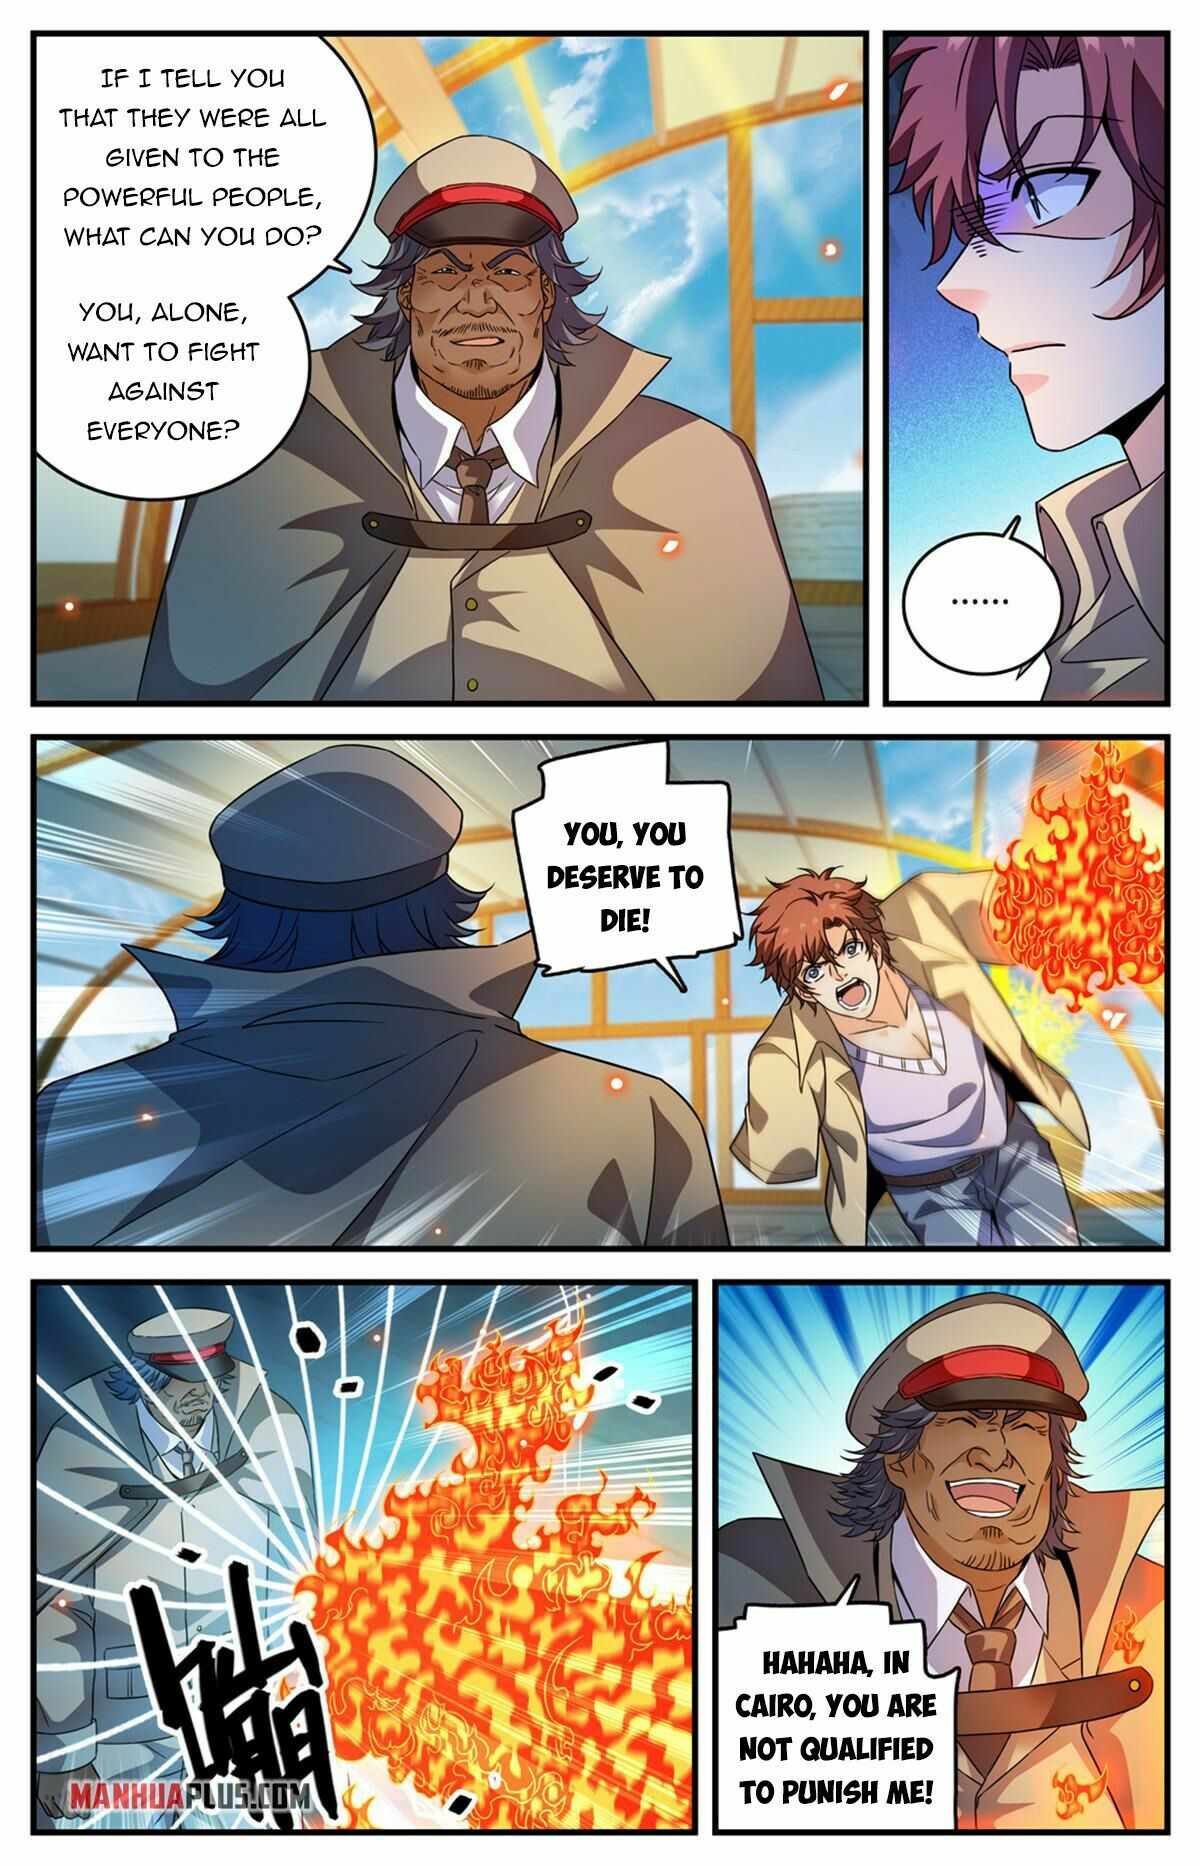 IF I TELL YOU
THAT THEY WERE ALL
GIVEN TO THE
POWERFUL PEOPLE,
WHAT CAN YOU DO?
YOU, ALONE,
WANT TO FIGHT
AGAINST
EVERYONE?
......
YOU, YOU
DESERVE TO
DIE!
MANHUAPLUS.COM
HAHAHA, IN
CAIRO, YOU ARE
NOT QUALIFIED
TO PUNISH ME!